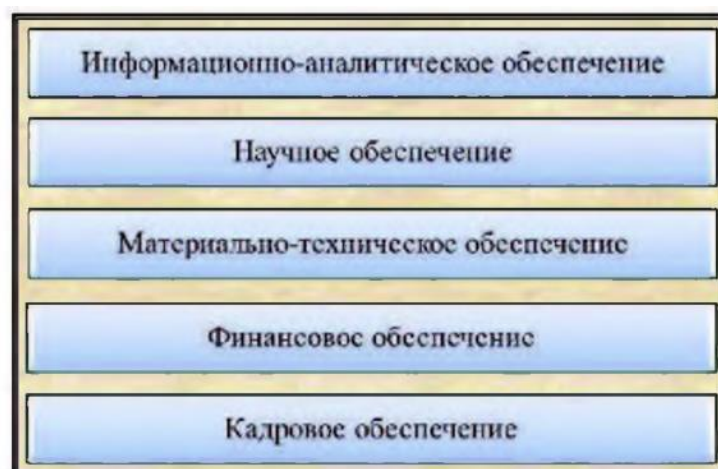 Информационно-аналитическое обеспечение
Научное обеспечение
Материально-техническое обеспечение
Финансовое обеспечение
Кадровое обеспечение